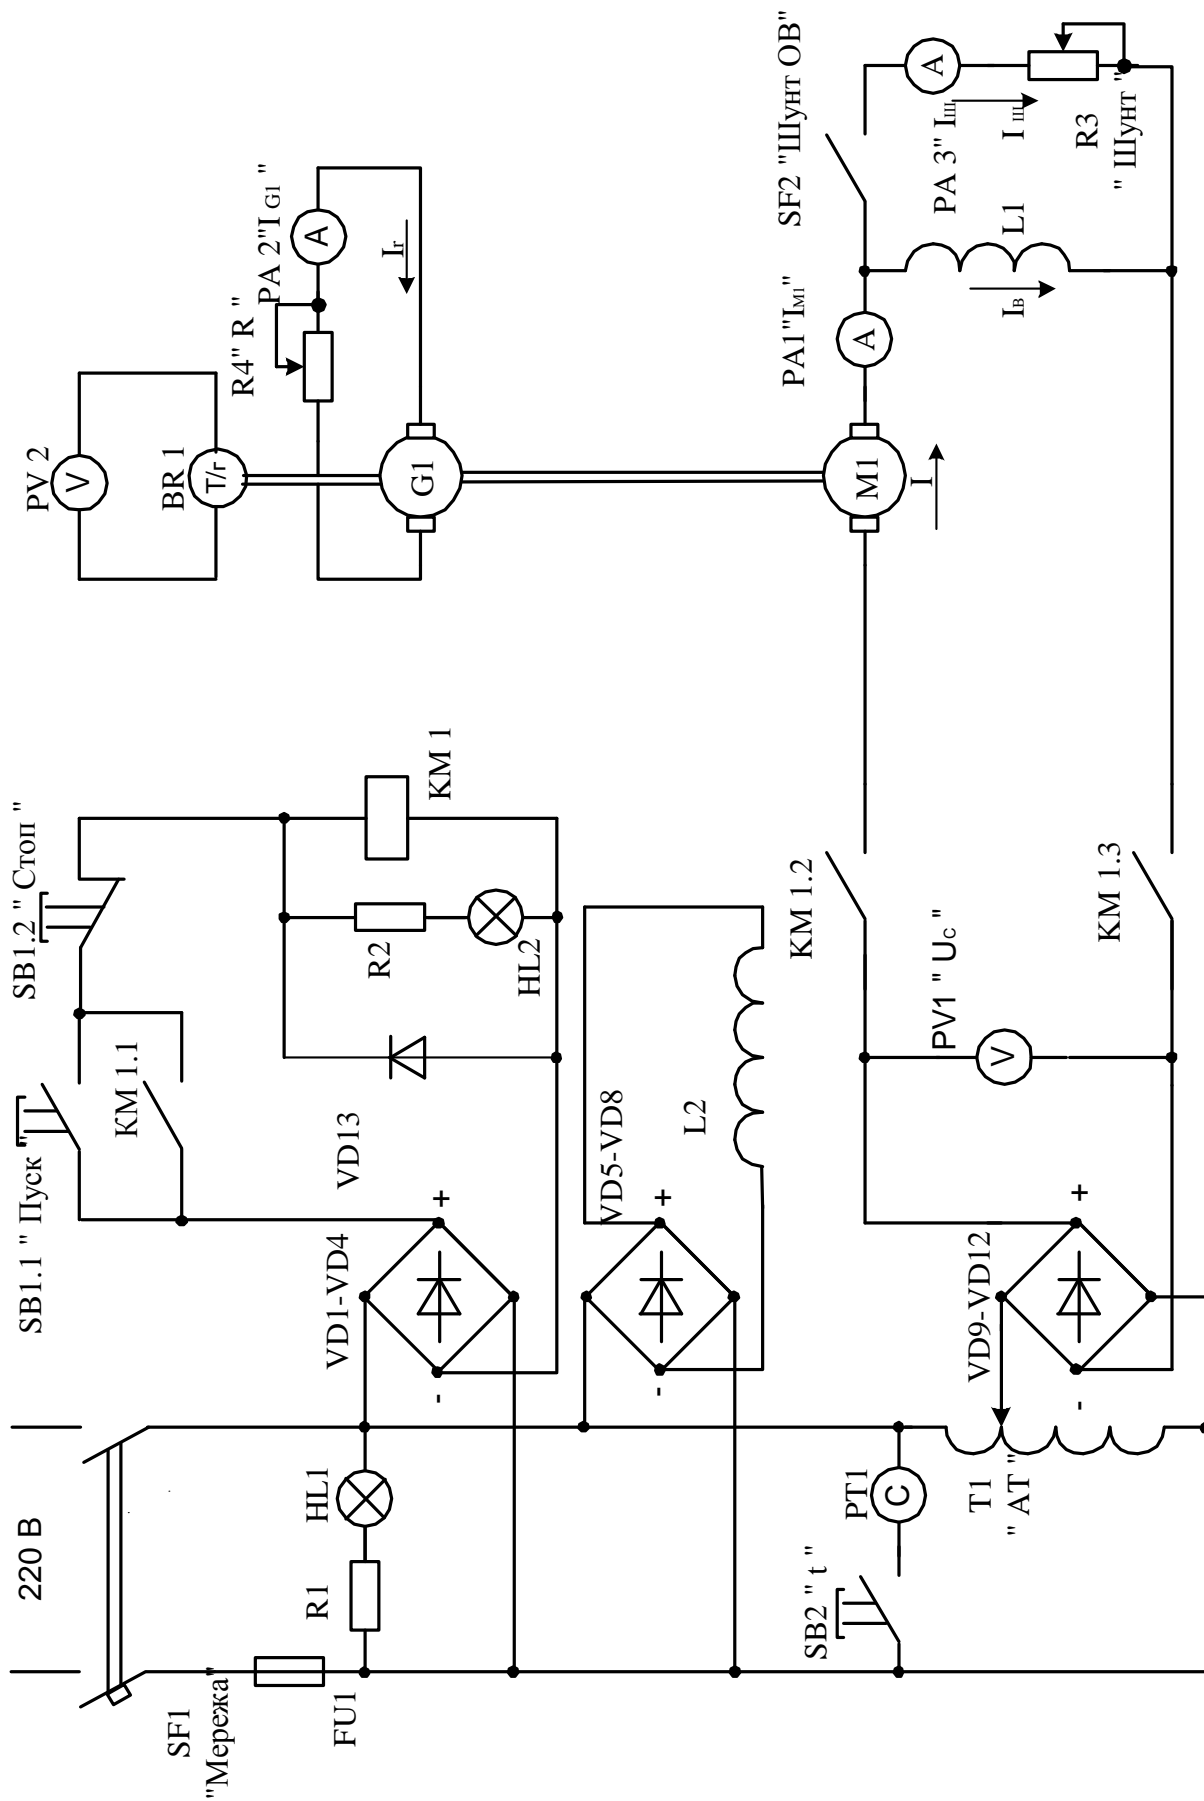 220 В
SF1
"Мережа"
FU1
R1
HL1
SB1.1 " Пуск "
KM 1.1
SB1.2 " Стоп "
VD1-VD4
+
-
VD13
R2
HL2
KM 1
VD5-VD8
+
-
L2
SB2 " t "
PT1
C
T1
" АТ "
VD9-VD12
+
-
PV1 " Uc "
V
KM 1.2
KM 1.3
PV 2
V
BR 1
Т/г
R4" R "
PA 2"I G1 "
A
Iг
G1
M1
I
PA1"IM1"
A
SF2 "Шунт ОВ"
L1
IВ
PA 3" IШ
A
I Ш
R3
" Шунт "